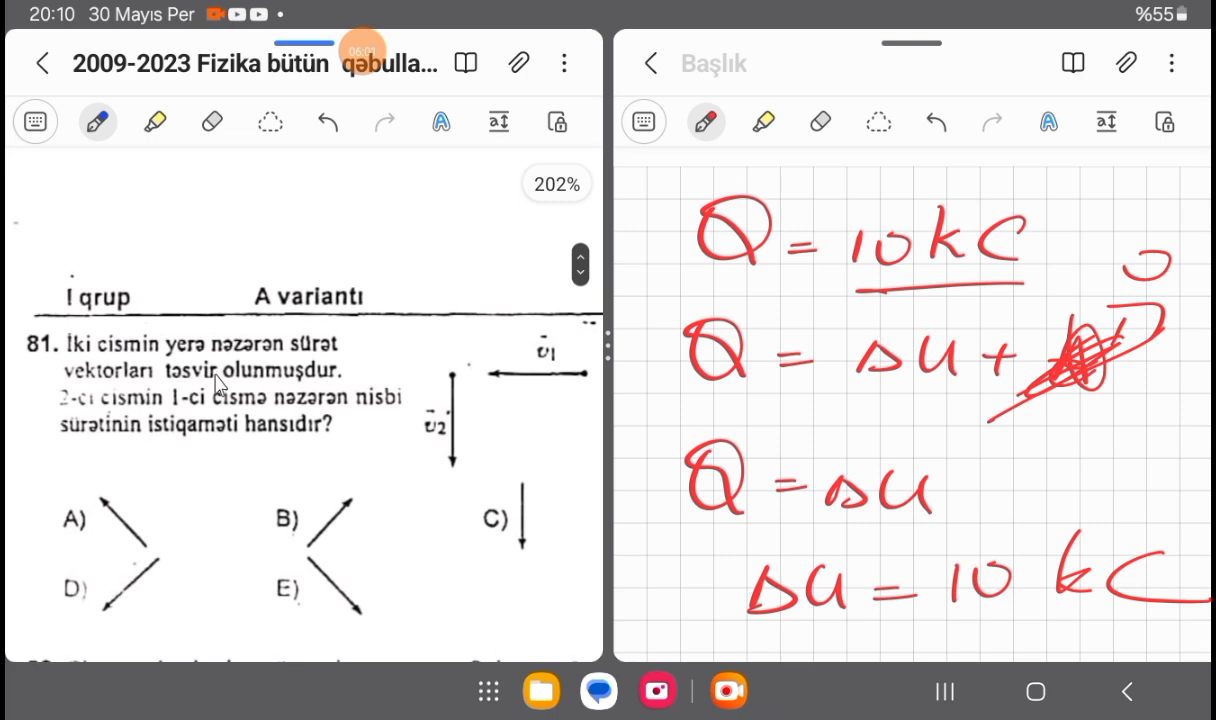 20:10 30 Mayıs Per
%55
06:01
2009-2023 Fizika bütün qəbulla...
Başlık
202%
I qrup A variantı
81. İki cismin yerə nəzərən sürət
vektorları təsvir olunmuşdur.
2-ci cismin 1-ci cismə nəzərən nisbi
sürətinin istiqaməti hansıdır?
υ⃗1
υ⃗2
A) B) C)
D) E)
Q = 10 kC
0
Q = ΔU +
Q = ΔU
ΔU = 10 kC